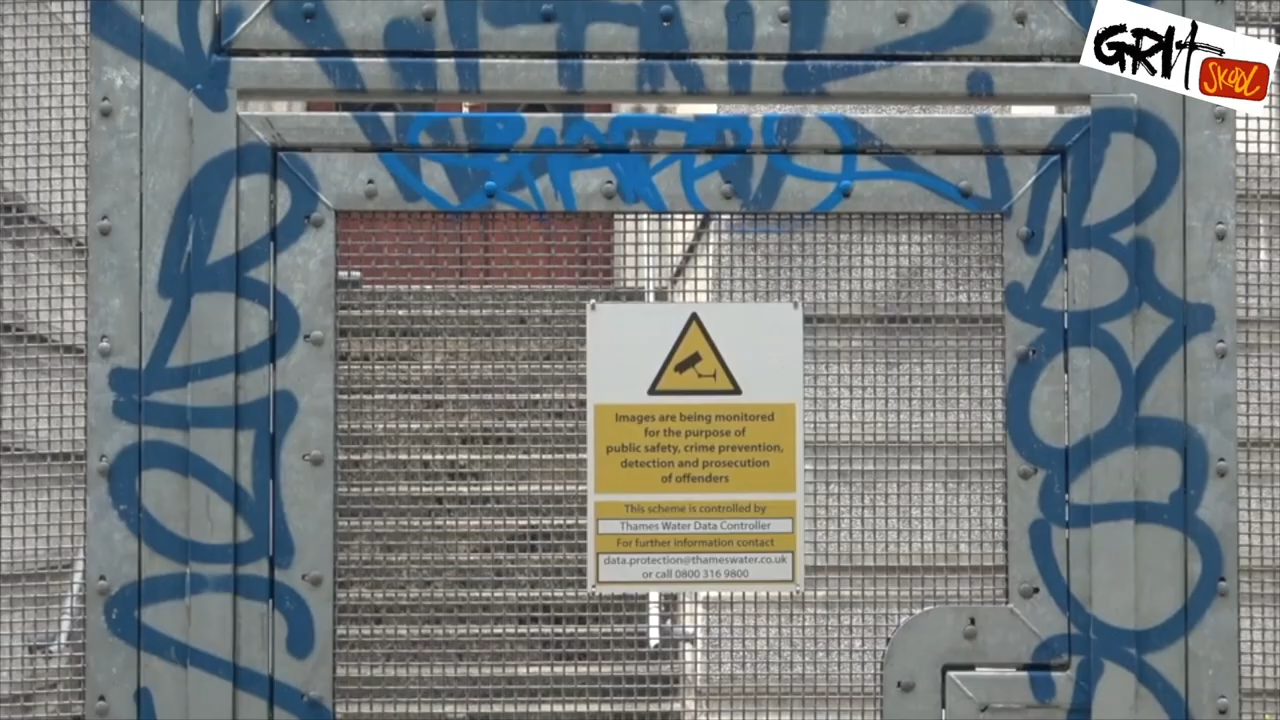 GRIT
SKOOL
Images are being monitored
for the purpose of
public safety, crime prevention,
detection and prosecution
of offenders
This scheme is controlled by
Thames Water Data Controller
For further information contact
data.protection@thameswater.co.uk
or call 0800 316 9800